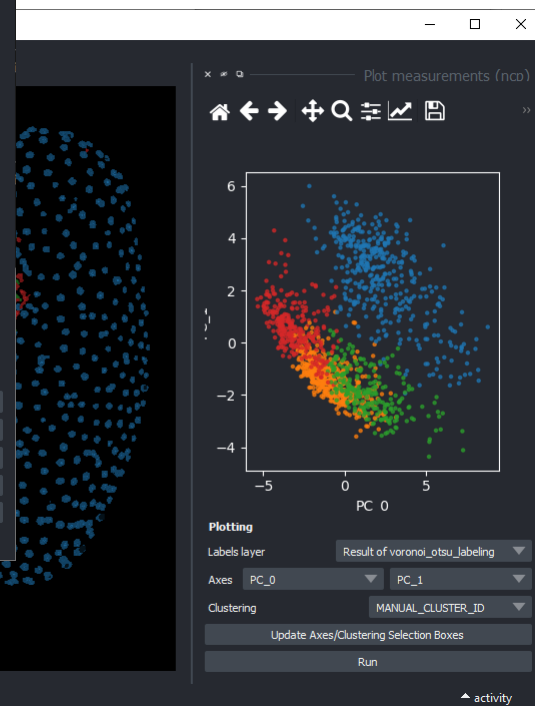 Plot measurements (ncp)
6
4
2
0
−2
−4
−5 0 5
PC_0
Plotting
Labels layer Result of voronoi_otsu_labeling
Axes PC_0 PC_1
Clustering MANUAL_CLUSTER_ID
Update Axes/Clustering Selection Boxes
Run
activity